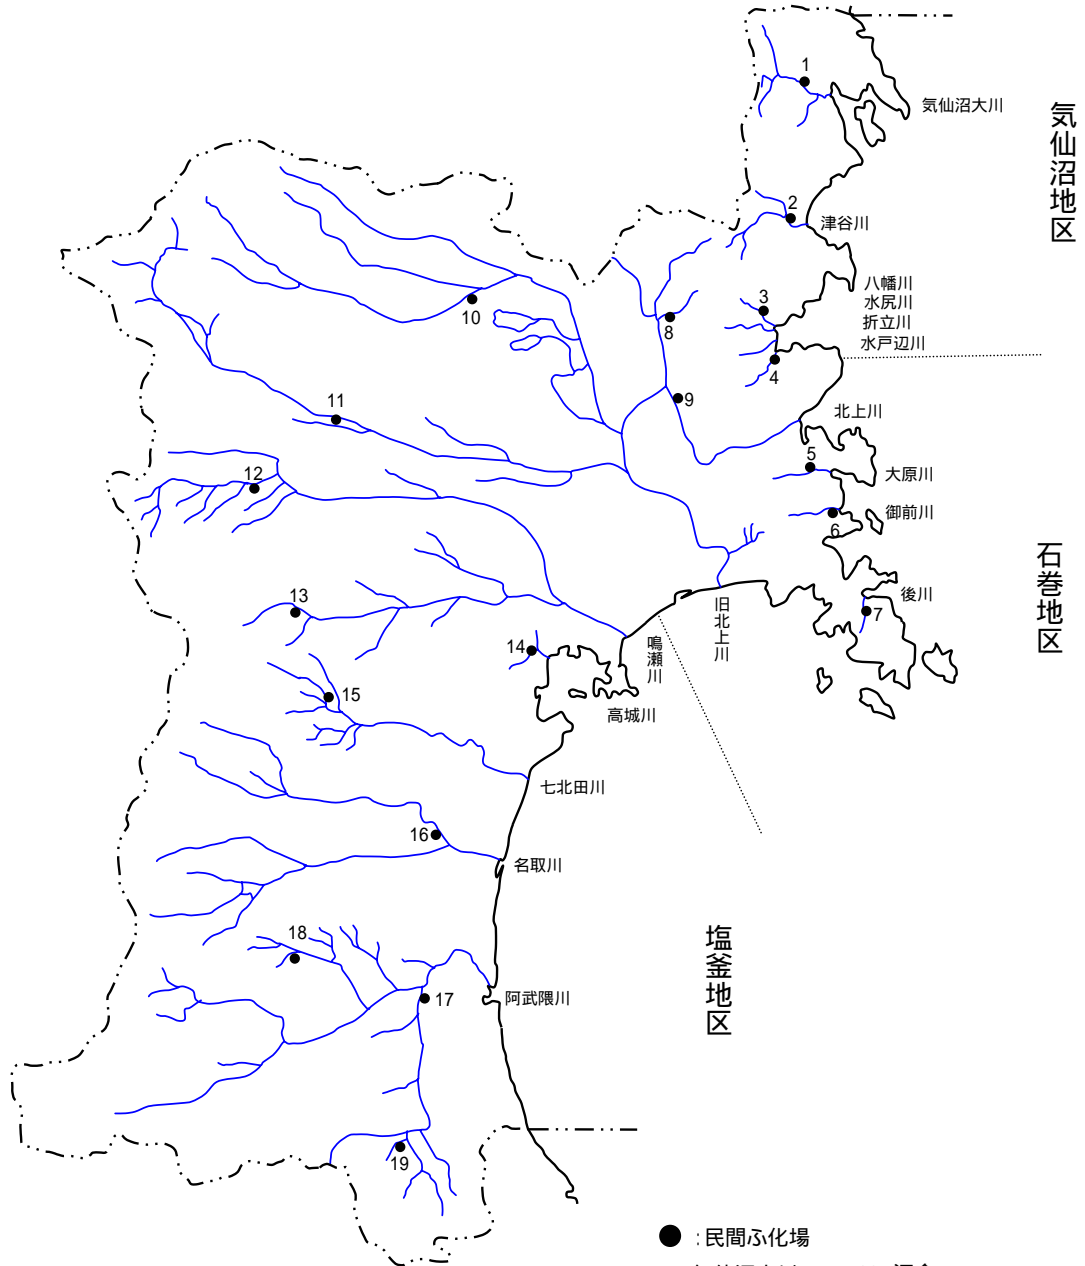 1
気仙沼大川
気仙沼地区
2
津谷川
八幡川
水尻川
折立川
水戸辺川
3
8
10
4
9
11
北上川
5
大原川
12
御前川
6
石巻地区
後川
7
旧北上川
13
鳴瀬川
14
15
高城川
七北田川
16
名取川
塩釜地区
18
17
阿武隈川
19
● : 民間ふ化場